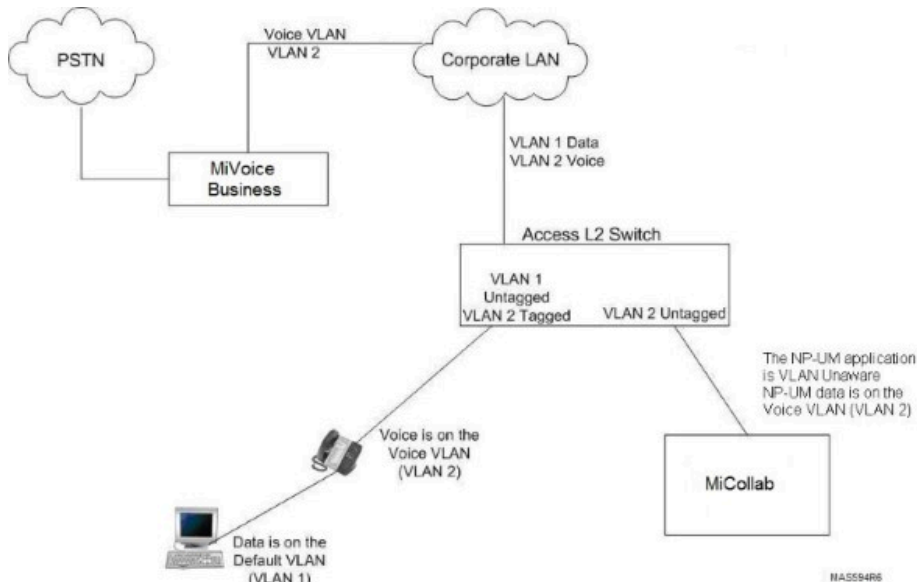 Voice VLAN
VLAN 2
PSTN
Corporate LAN
MiVoice
Business
VLAN 1 Data
VLAN 2 Voice
Access L2 Switch
VLAN 1
Untagged
VLAN 2 Tagged
VLAN 2 Untagged
The NP-UM application
is VLAN Unaware
NP-UM data is on the
Voice VLAN (VLAN 2)
Voice is on the
Voice VLAN
(VLAN 2)
MiCollab
Data is on the
Default VLAN
(VLAN 1)
MAS594R6